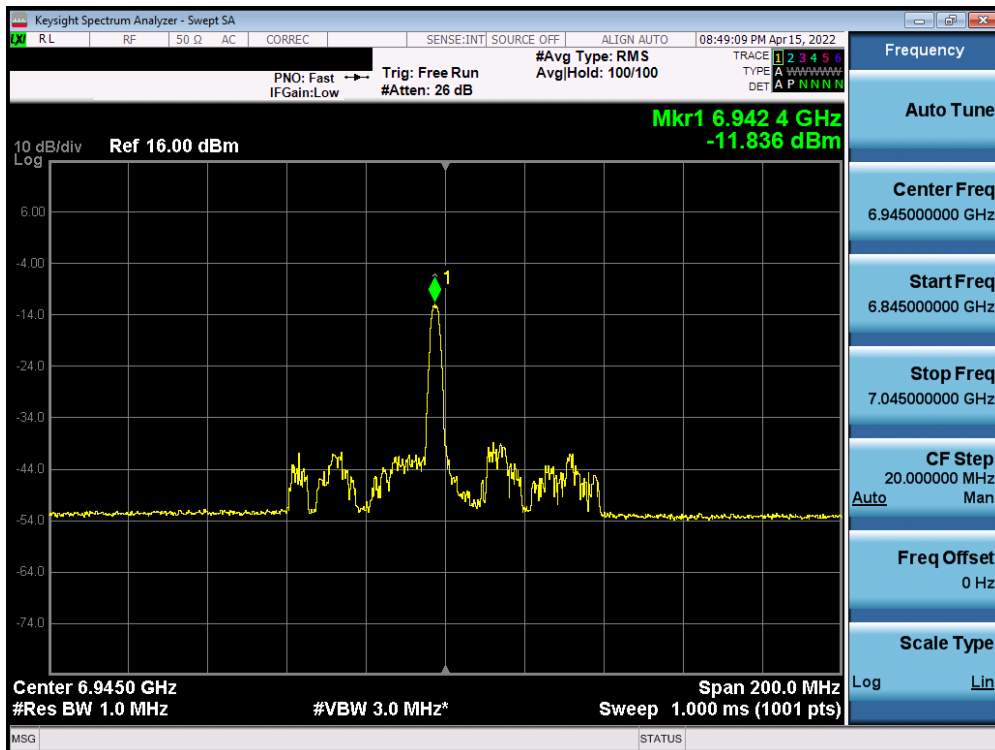 Keysight Spectrum Analyzer - Swept SA
LXI RL RF 50 Ω AC CORREC SENSE:INT SOURCE OFF ALIGN AUTO 08:49:09 PM Apr 15, 2022
PNO: Fast
IFGain:Low
Trig: Free Run
#Atten: 26 dB
#Avg Type: RMS
Avg|Hold: 100/100
TRACE 1 2 3 4 5 6
TYPE A WWWWW
DET A P N N N N
Mkr1 6.942 4 GHz
-11.836 dBm
10 dB/div Ref 16.00 dBm
Log
6.00
-4.00
-14.0
-24.0
-34.0
-44.0
-54.0
-64.0
-74.0
1
Center 6.9450 GHz Span 200.0 MHz
#Res BW 1.0 MHz #VBW 3.0 MHz* Sweep 1.000 ms (1001 pts)
MSG STATUS
Frequency
Auto Tune
Center Freq
6.945000000 GHz
Start Freq
6.845000000 GHz
Stop Freq
7.045000000 GHz
CF Step
20.000000 MHz
Auto Man
Freq Offset
0 Hz
Scale Type
Log Lin